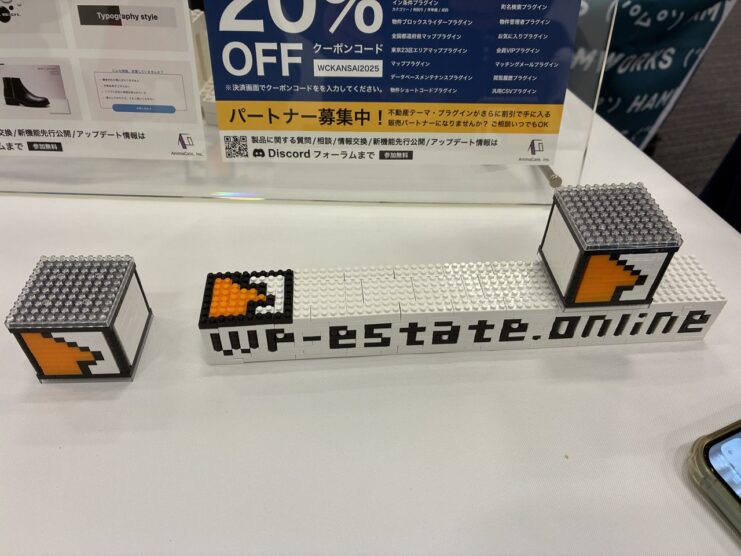 Typography style
20%
OFF
クーポンコード
WCKANSAI2025
※決済画面でクーポンコードを入力してください。
物件ブロックスライダープラグイン
全国都道府県マッププラグイン
東京23区エリアマッププラグイン
マッププラグイン
データベースメンテナンスプラグイン
物件ショートコードプラグイン
町名検索プラグイン
物件管理者プラグイン
お気に入りプラグイン
会員VIPプラグイン
マッチングメールプラグイン
閲覧履歴プラグイン
汎用CSVプラグイン
パートナー募集中！
不動産テーマ・プラグインがさらに割引で手に入る
販売パートナーになりませんか？ ご相談いつでもOK
製品に関する質問/相談/情報交換/新機能先行公開/アップデート情報は
Discord フォーラムまで 参加無料
交換/新機能先行公開/アップデート情報は
ラムまで 参加無料
AnimaGate, Inc.
WORKS
HAM
wp-estate.online